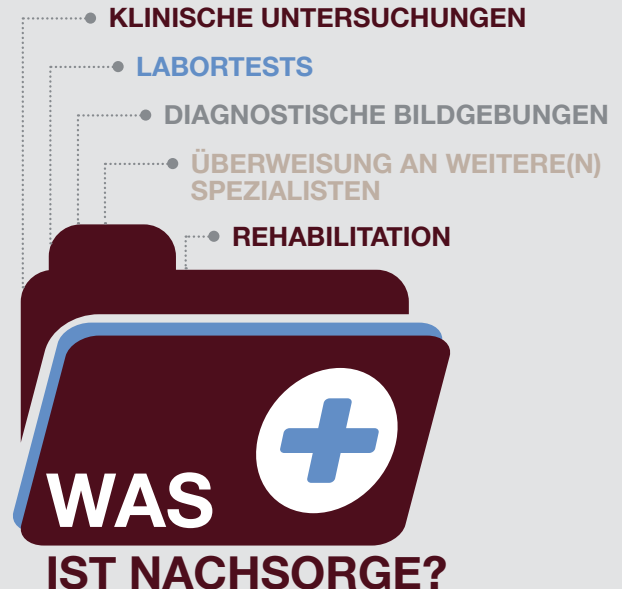 KLINISCHE UNTERSUCHUNGEN
LABORTESTS
DIAGNOSTISCHE BILDGEBUNGEN
ÜBERWEISUNG AN WEITERE(N)
SPEZIALISTEN
REHABILITATION
WAS
IST NACHSORGE?